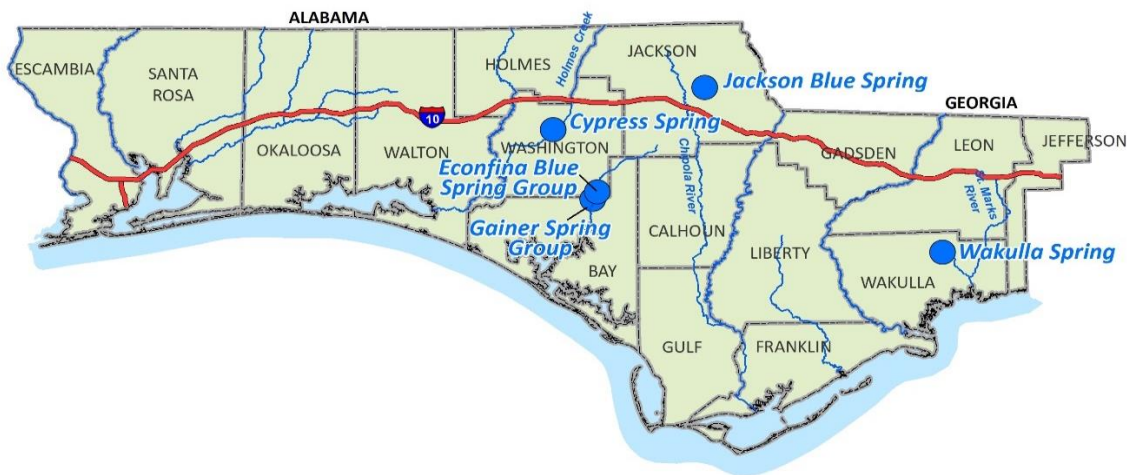 ALABAMA
ESCAMBIA
SANTA
ROSA
OKALOOSA
WALTON
HOLMES
Holmes Creek
JACKSON
Jackson Blue Spring
10
Cypress Spring
WASHINGTON
Econfina Blue
Spring Group
Gainer Spring
Group
BAY
Chipola River
CALHOUN
GULF
GEORGIA
GADSDEN
LEON
JEFFERSON
St. Marks
River
LIBERTY
Wakulla Spring
WAKULLA
FRANKLIN